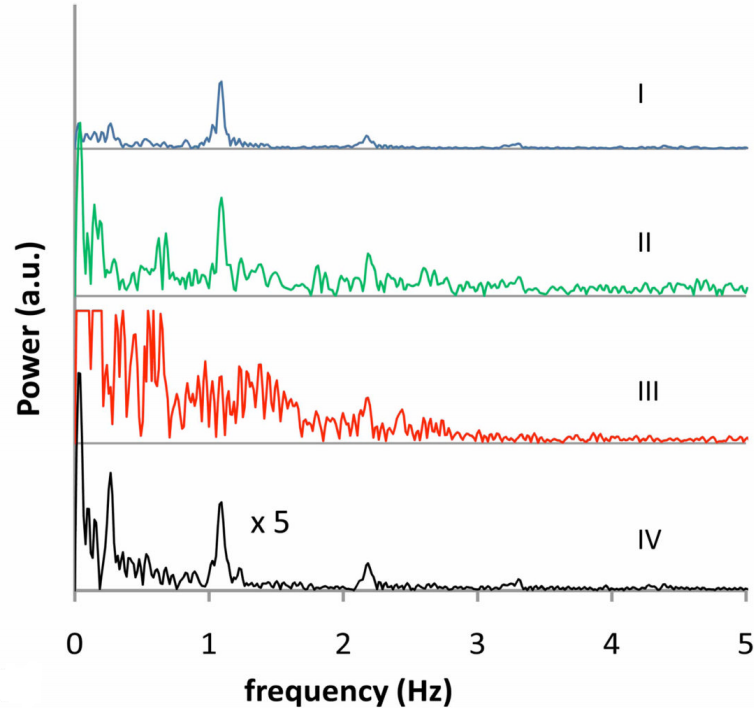 I
II
III
x 5
IV
Power (a.u.)
0 1 2 3 4 5
frequency (Hz)